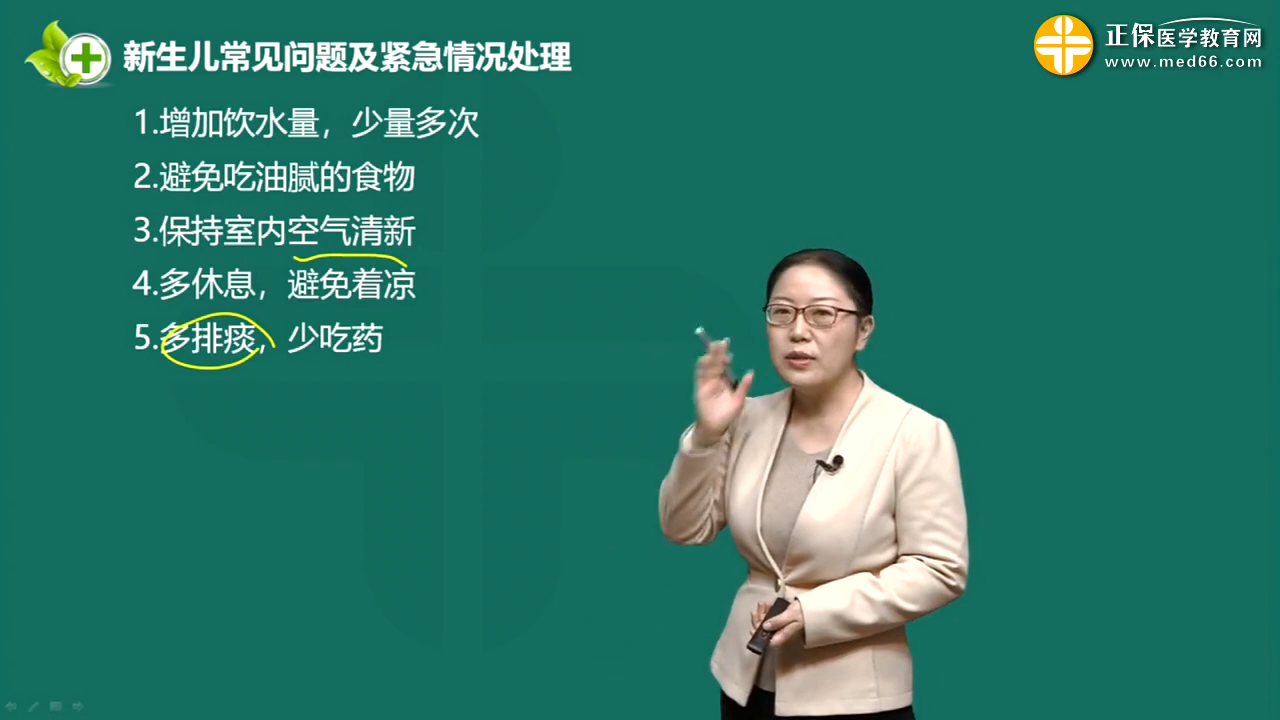 新生儿常见问题及紧急情况处理
正保医学教育网
www.med66.com
1.增加饮水量，少量多次
2.避免吃油腻的食物
3.保持室内空气清新
4.多休息，避免着凉
5.多排痰，少吃药